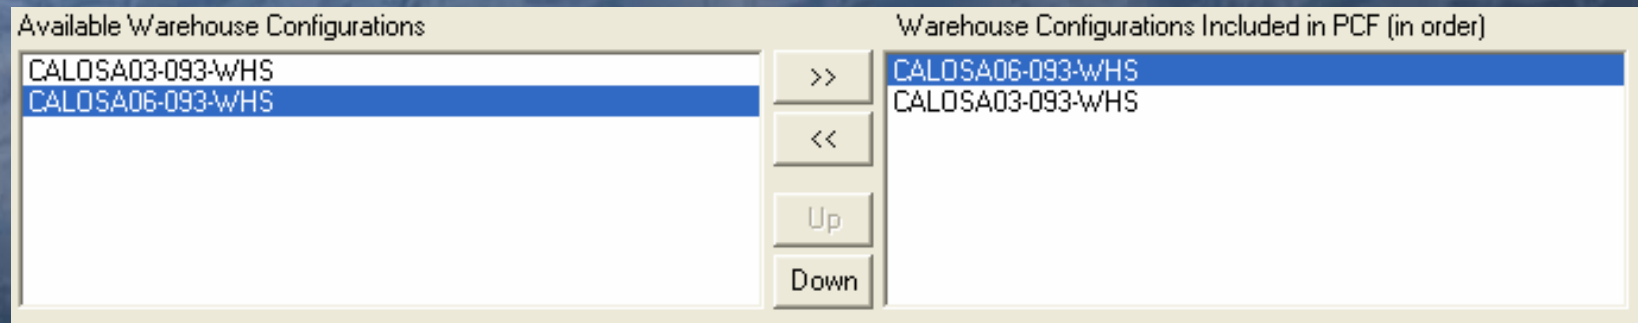 Available Warehouse Configurations
CALOSA03-093-WHS
CALOSA06-093-WHS
>>
<<
Up
Down
Warehouse Configurations Included in PCF (in order)
CALOSA06-093-WHS
CALOSA03-093-WHS